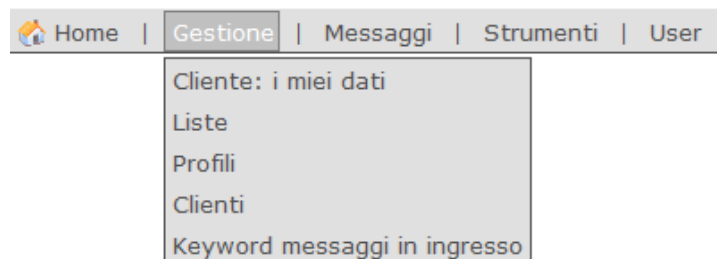 Home | Gestione | Messaggi | Strumenti | User
Cliente: i miei dati
Liste
Profili
Clienti
Keyword messaggi in ingresso